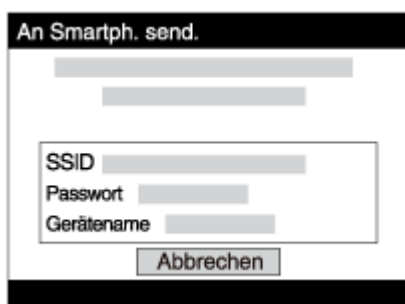 An Smartph. send.
SSID
Passwort
Gerätename
Abbrechen